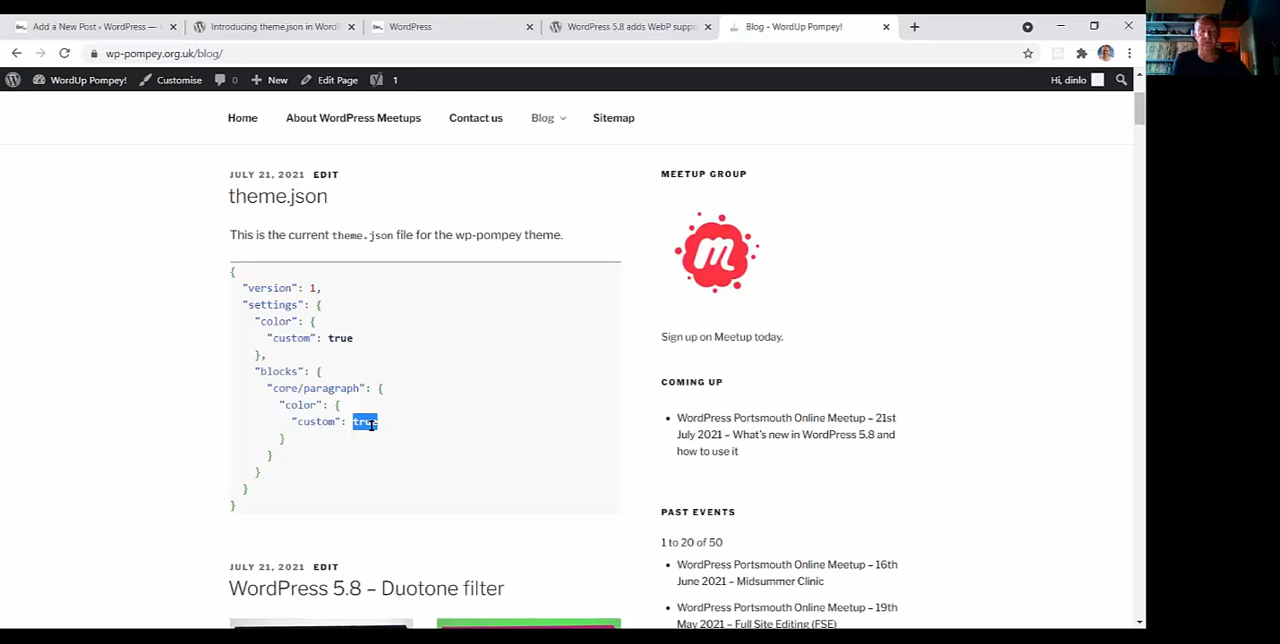 Add a New Post ‹ WordPress —
Introducing theme.json in Word
WordPress
WordPress 5.8 adds WebP suppo
Blog - WordUp Pompey!
wp-pompey.org.uk/blog/
WordUp Pompey!
Customise
0
New
Edit Page
1
Hi, dinlo
Home
About WordPress Meetups
Contact us
Blog
Sitemap
JULY 21, 2021 EDIT
theme.json
This is the current theme.json file for the wp-pompey theme.
{
"version": 1,
"settings": {
"color": {
"custom": true
},
"blocks": {
"core/paragraph": {
"color": {
"custom": true
}
}
}
}
}
JULY 21, 2021 EDIT
WordPress 5.8 – Duotone filter
MEETUP GROUP
m
Sign up on Meetup today.
COMING UP
WordPress Portsmouth Online Meetup – 21st
July 2021 – What's new in WordPress 5.8 and
how to use it
PAST EVENTS
1 to 20 of 50
WordPress Portsmouth Online Meetup – 16th
June 2021 – Midsummer Clinic
WordPress Portsmouth Online Meetup – 19th
May 2021 – Full Site Editing (FSE)